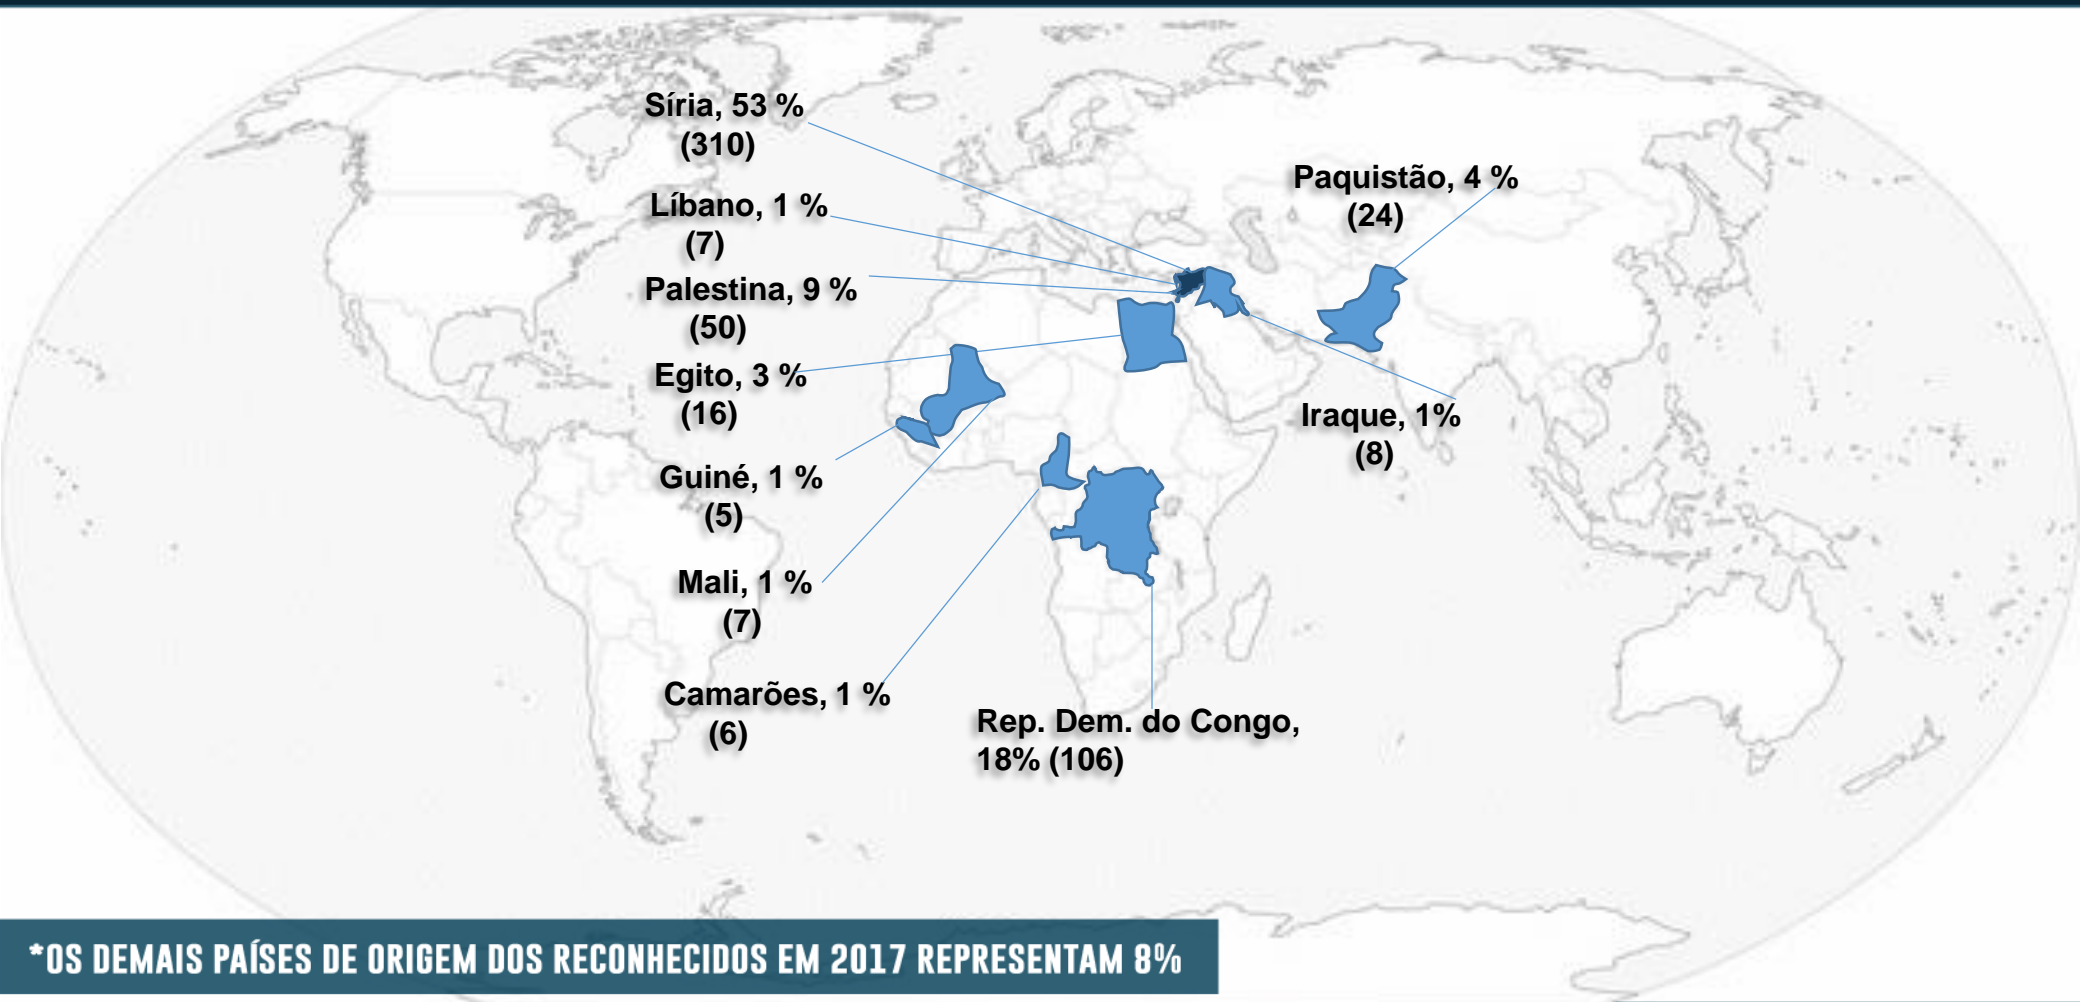 Síria, 53 %
(310)
Líbano, 1 %
(7)
Palestina, 9 %
(50)
Egito, 3 %
(16)
Guiné, 1 %
(5)
Mali, 1 %
(7)
Camarões, 1 %
(6)
Rep. Dem. do Congo,
18% (106)
Paquistão, 4 %
(24)
Iraque, 1%
(8)
*OS DEMAIS PAÍSES DE ORIGEM DOS RECONHECIDOS EM 2017 REPRESENTAM 8%